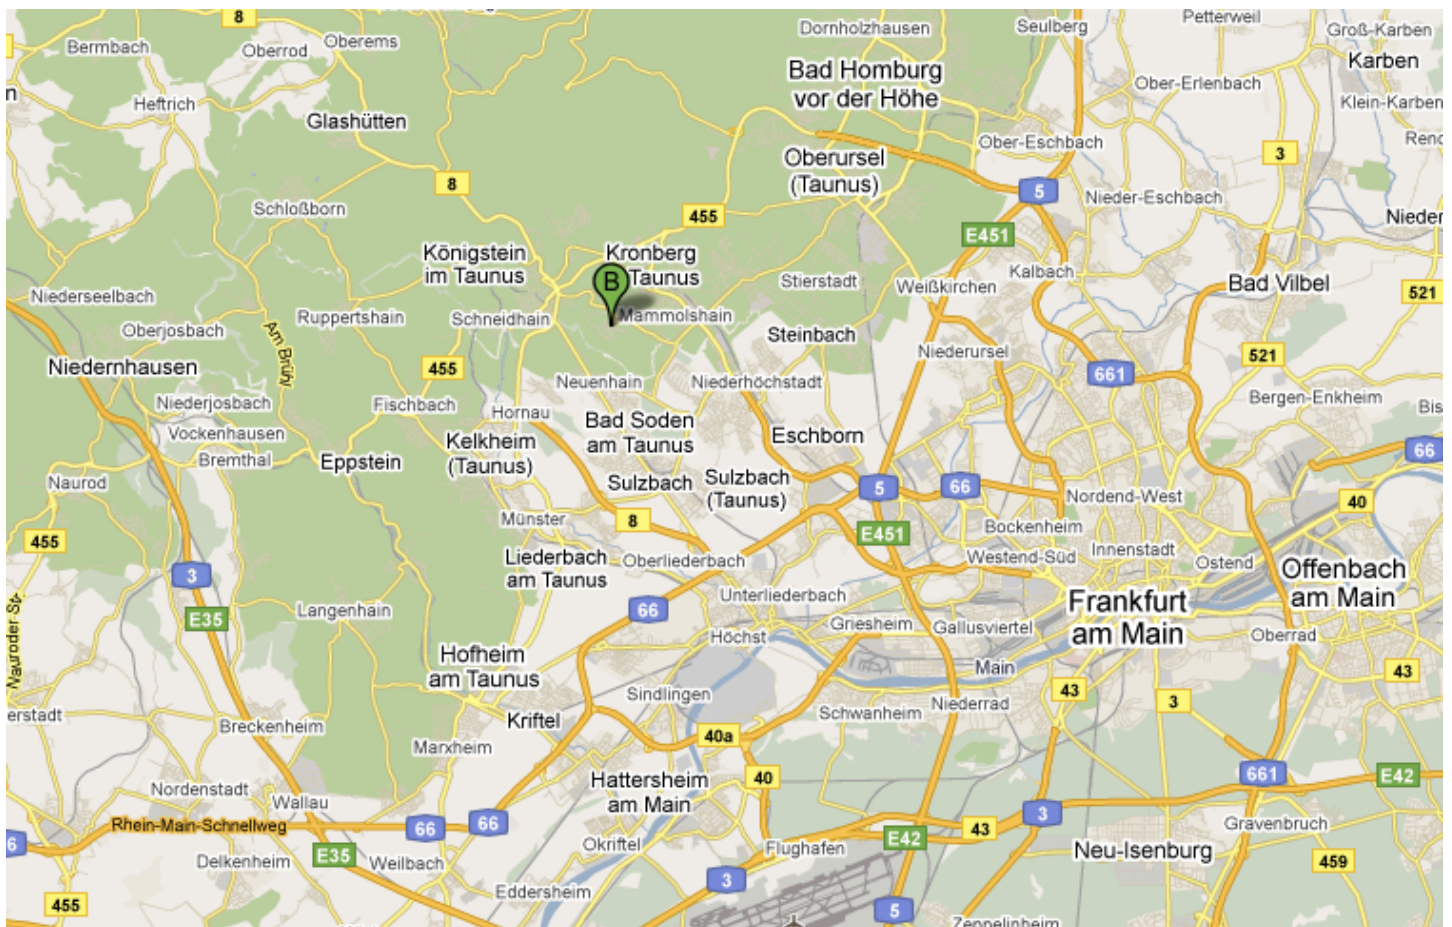 8
Dornholzhausen
Seulberg
5
Petterweil
Groß-Karben
Karben
Bermbach
Oberrod
Oberems
Bad Homburg
vor der Höhe
Ober-Erlenbach
Klein-Karben
Heftrich
Glashütten
Ober-Eschbach
3
Oberursel
(Taunus)
8
5
Nieder-Eschbach
Schloßborn
455
E451
Königstein
im Taunus
Kronberg
Taunus
B
Kalbach
Bad Vilbel
Stierstadt
Weißkirchen
521
Niederseelbach
Ruppertshain
Schneidhain
Mammolshain
Oberjosbach
Am Brühl
Steinbach
Niederursel
521
Niedernhausen
455
661
Neuenhain
Niederhöchstadt
Bergen-Enkheim
Niederjosbach
Fischbach
Hornau
Vockenhausen
Bad Soden
am Taunus
Eschborn
Kelkheim
(Taunus)
Bremthal
Eppstein
66
Naurod
Sulzbach
Sulzbach
(Taunus)
5
66
Nordend-West
40
Münster
8
Bockenheim
455
E451
Liederbach
am Taunus
Oberliederbach
Westend-Süd
Innenstadt
Ostend
3
Offenbach
am Main
Unterliederbach
Frankfurt
am Main
66
Langenhain
E35
Nauroder-Str.
Höchst
Griesheim
Gallusviertel
Oberrad
Hofheim
am Taunus
Main
43
Sindlingen
43
3
Niederrad
Schwanheim
erstadt
Breckenheim
Kriftel
40a
Marxheim
Hattersheim
am Main
40
661
E42
Nordenstadt
Wallau
Rhein-Main-Schnellweg
66
66
43
3
Gravenbruch
6
Delkenheim
E35
Weilbach
Okriftel
Flughafen
E42
Neu-Isenburg
459
3
Eddersheim
455
5
Zeppelinheim